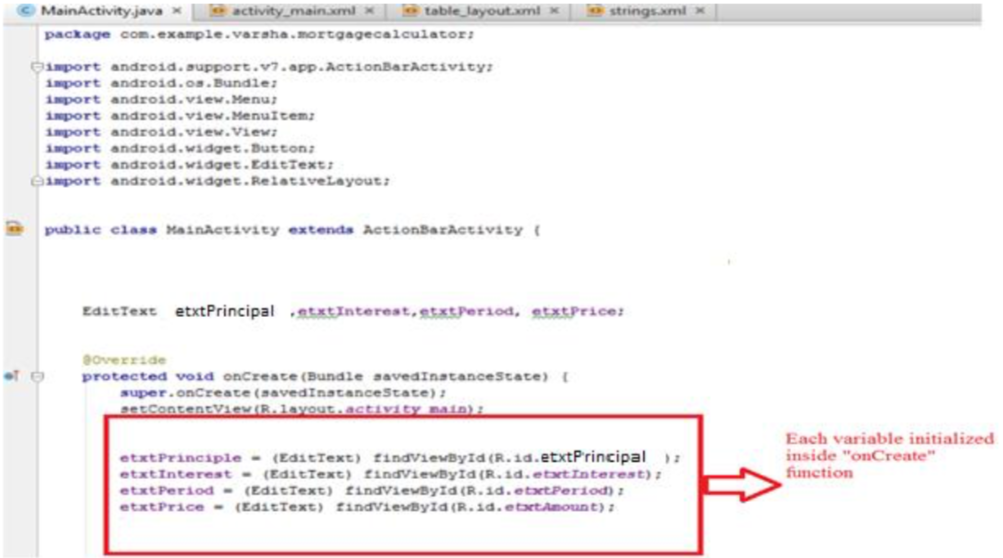 MainActivity.java × activity_main.xml × table_layout.xml × strings.xml ×
package com.example.varsha.mortgagecalculator;
import android.support.v7.app.ActionBarActivity;
import android.os.Bundle;
import android.view.Menu;
import android.view.MenuItem;
import android.view.View;
import android.widget.Button;
import android.widget.EditText;
import android.widget.RelativeLayout;
public class MainActivity extends ActionBarActivity {
EditText etxtPrincipal ,etxtInterest,etxtPeriod, etxtPrice;
@Override
protected void onCreate(Bundle savedInstanceState) {
super.onCreate(savedInstanceState);
setContentView(R.layout.activity_main);
etxtPrinciple = (EditText) findViewById(R.id.etxtPrincipal );
etxtInterest = (EditText) findViewById(R.id.etxtInterest);
etxtPeriod = (EditText) findViewById(R.id.etxtPeriod);
etxtPrice = (EditText) findViewById(R.id.etxtAmount);
Each variable initialized
inside "onCreate"
function